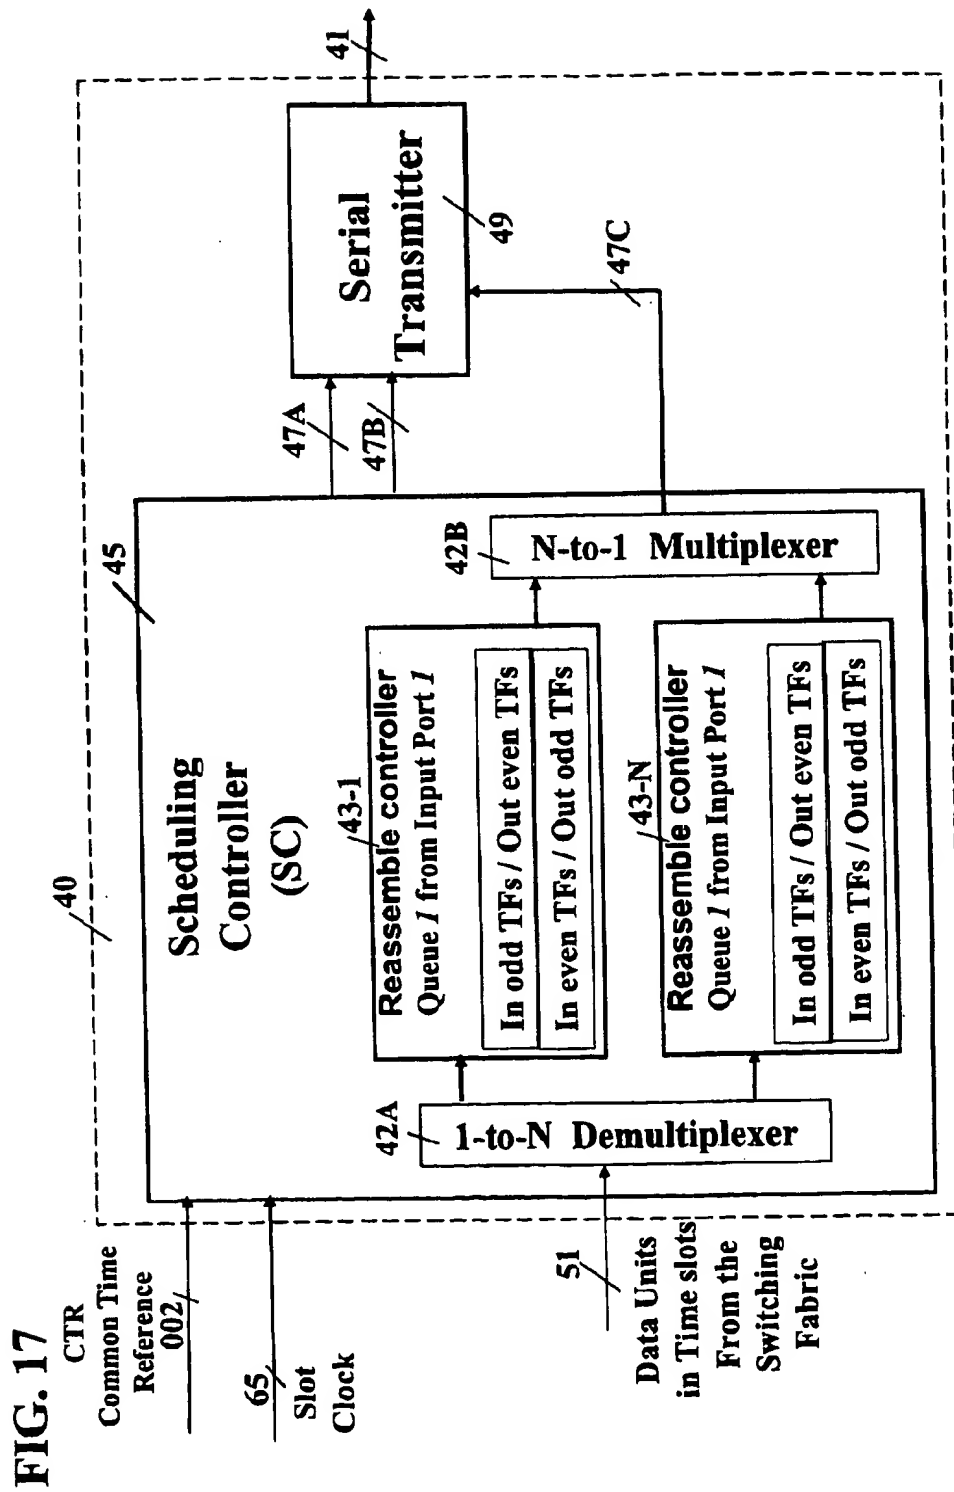 FIG. 17
CTR
Common Time
Reference
002
65
Slot
Clock
51
Data Units
in Time slots
From the
Switching
Fabric
40
45
Scheduling
Controller
(SC)
42A
1-to-N Demultiplexer
43-1
Reassemble controller
Queue 1 from Input Port 1
In odd TFs / Out even TFs
In even TFs / Out odd TFs
43-N
Reassemble controller
Queue 1 from Input Port 1
In odd TFs / Out even TFs
In even TFs / Out odd TFs
42B
N-to-1 Multiplexer
47A
47B
47C
Serial
Transmitter
49
41